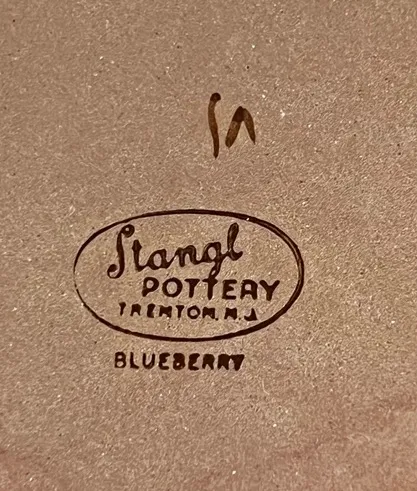 Stangl
POTTERY
TRENTON, N.J.
BLUEBERRY